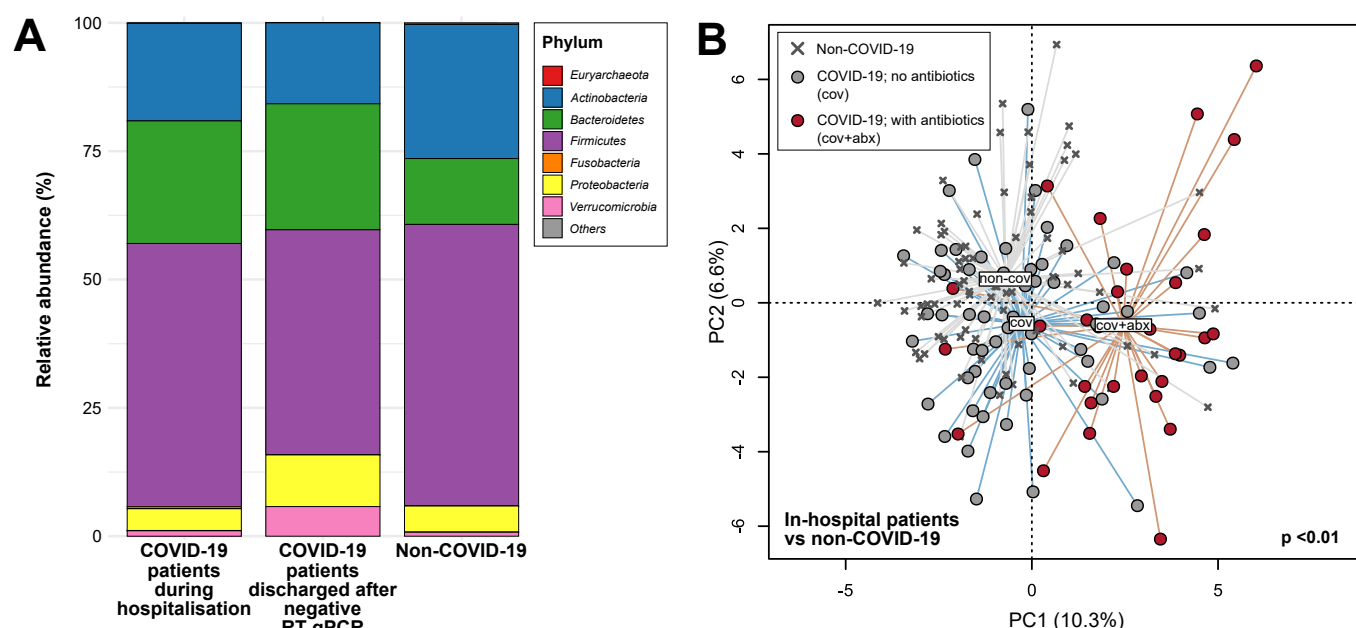 A
Relative abundance (%)
100
75
50
25
0
COVID-19
patients
during
hospitalisation
COVID-19
patients
discharged after
negative
RT-qPCR
Non-COVID-19
Phylum
Euryarchaeota
Actinobacteria
Bacteroidetes
Firmicutes
Fusobacteria
Proteobacteria
Verrucomicrobia
Others
B
Non-COVID-19
COVID-19; no antibiotics
(cov)
COVID-19; with antibiotics
(cov+abx)
PC2 (6.6%)
6
4
2
0
-2
-4
-6
non-cov
cov
cov+abx
In-hospital patients
vs non-COVID-19
p <0.01
-5
0
5
PC1 (10.3%)